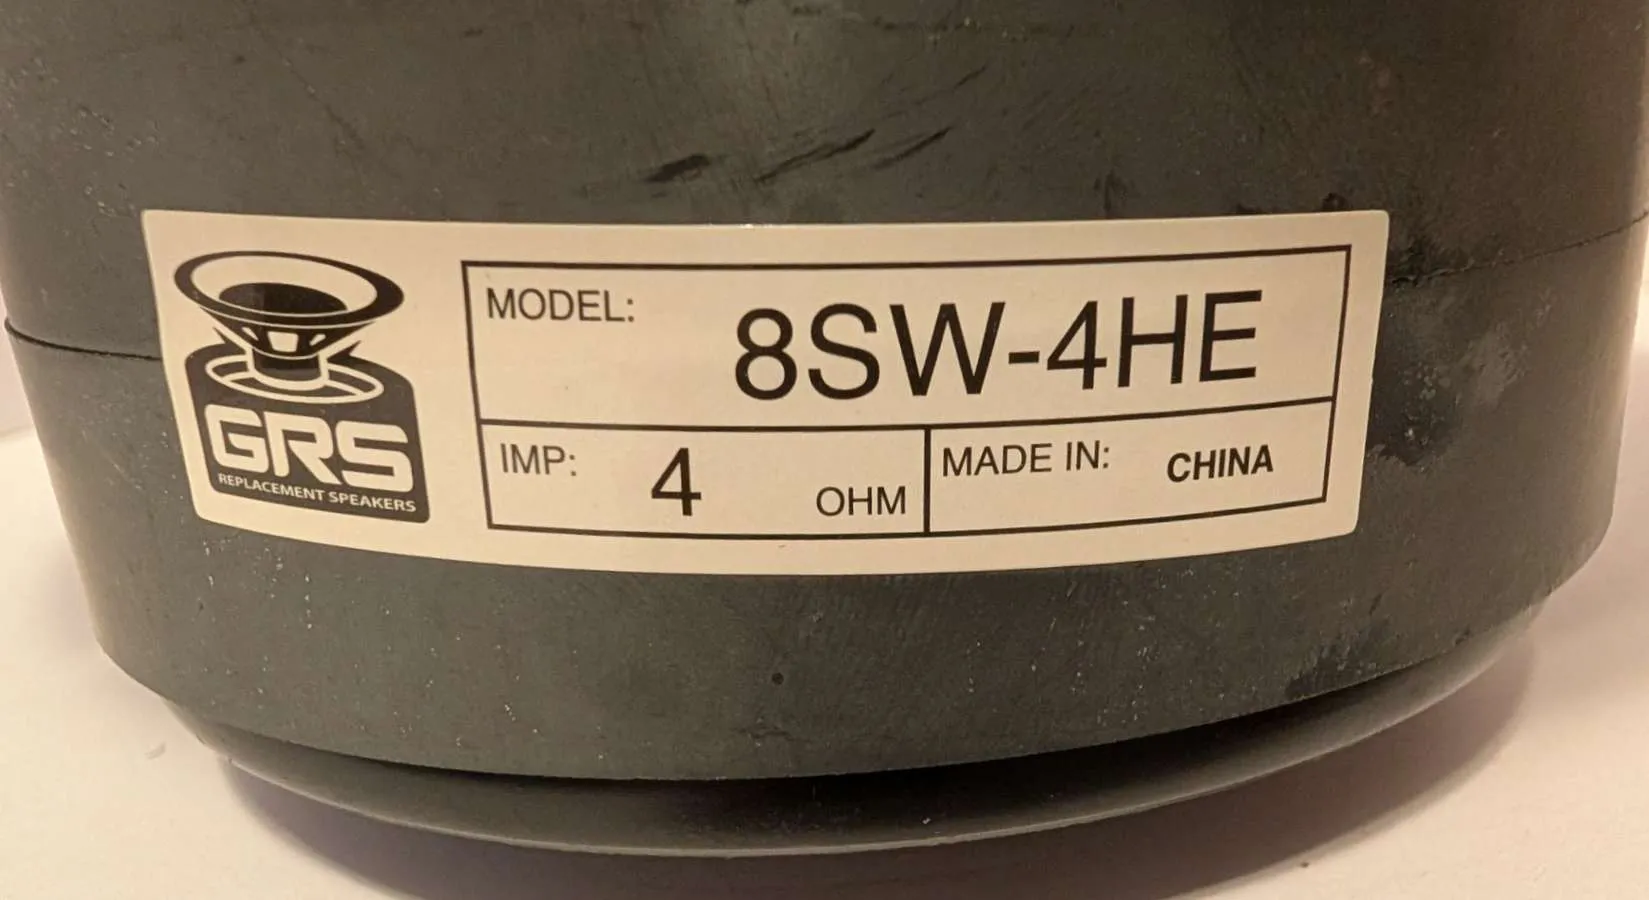 MODEL: 8SW-4HE
GRS
REPLACEMENT SPEAKERS
IMP: 4 OHM
MADE IN: CHINA